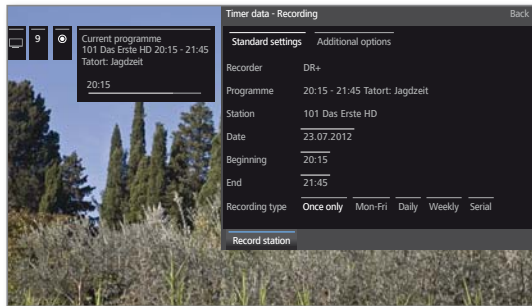 Timer data - Recording Back
9
Current programme
101 Das Erste HD 20:15 - 21:45
Tatort: Jagdzeit
20:15
Standard settings Additional options
Recorder DR+
Programme 20:15 - 21:45 Tatort: Jagdzeit
Station 101 Das Erste HD
Date 23.07.2012
Beginning 20:15
End 21:45
Recording type Once only Mon-Fri Daily Weekly Serial
Record station